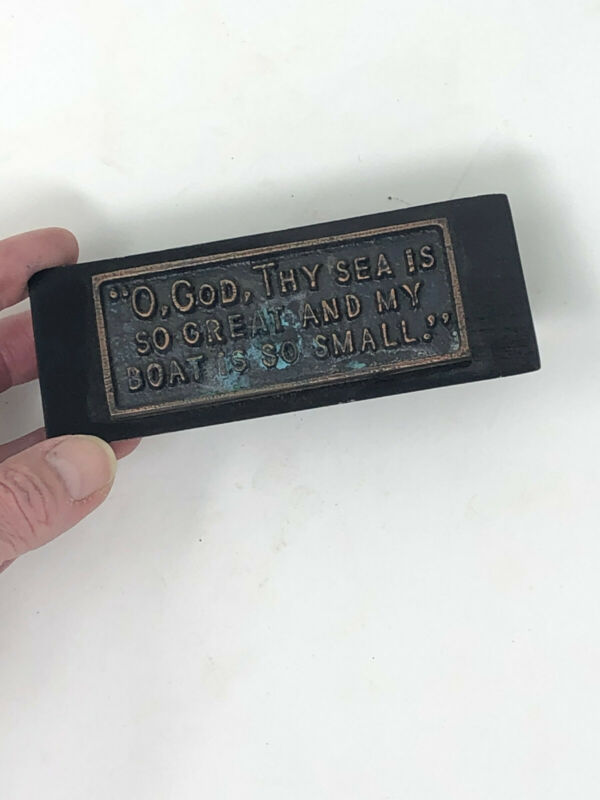 “O, GOD, THY SEA IS
SO GREAT AND MY
BOAT IS SO SMALL.”